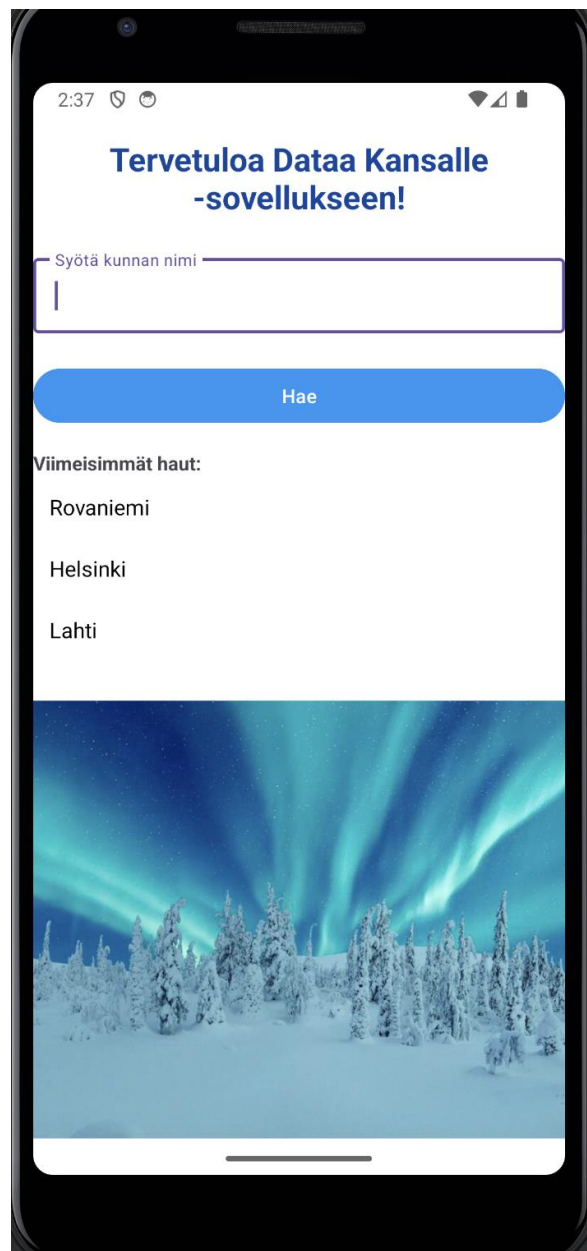 2:37
Tervetuloa Dataa Kansalle
-sovellukseen!
Syötä kunnan nimi
Hae
Viimeisimmät haut:
Rovaniemi
Helsinki
Lahti